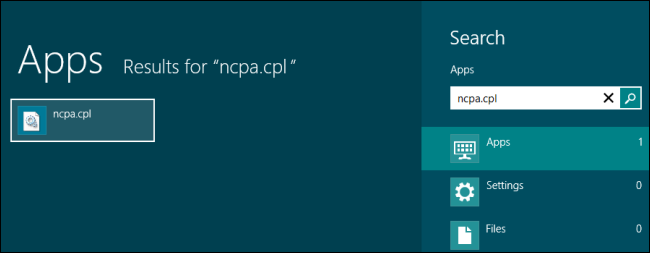 Apps Results for “ncpa.cpl”
ncpa.cpl
Search
Apps
ncpa.cpl
Apps 1
Settings 0
Files 0